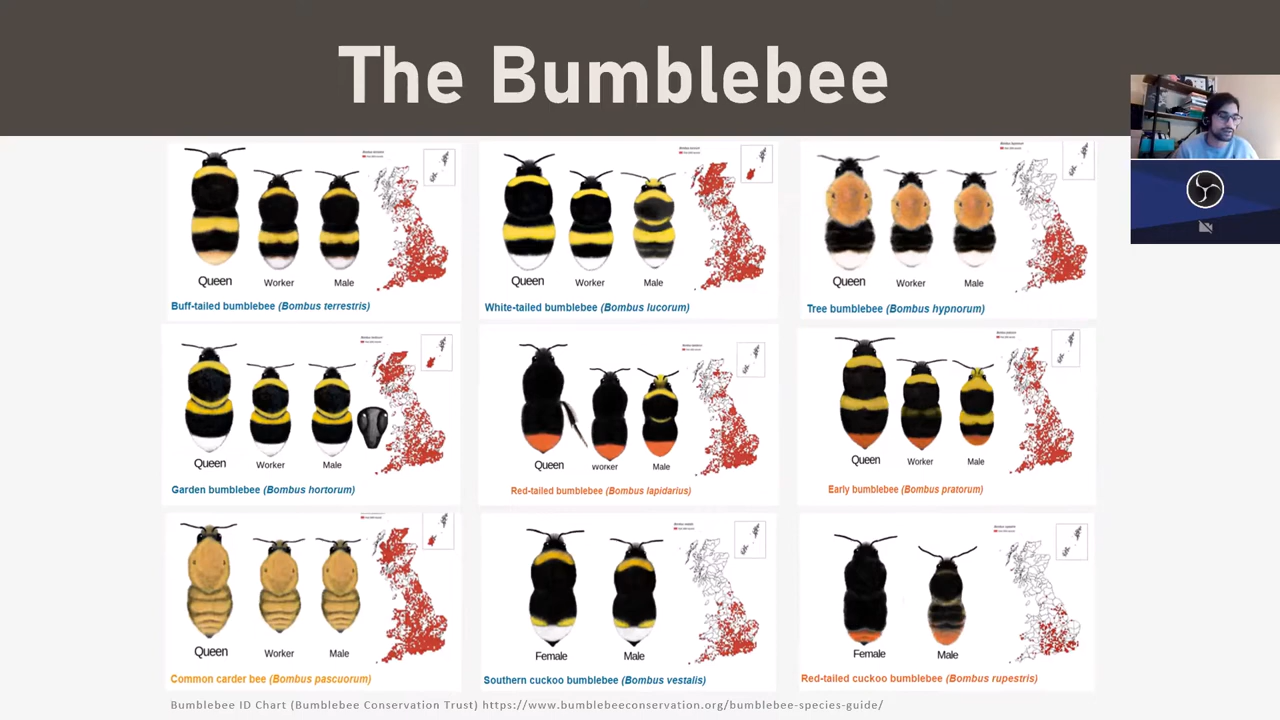 The Bumblebee
Queen
Worker
Male
Buff-tailed bumblebee (Bombus terrestris)
Queen
Worker
Male
White-tailed bumblebee (Bombus lucorum)
Queen
Worker
Male
Tree bumblebee (Bombus hypnorum)
Queen
Worker
Male
Garden bumblebee (Bombus hortorum)
Queen
Worker
Male
Red-tailed bumblebee (Bombus lapidarius)
Queen
Worker
Male
Early bumblebee (Bombus pratorum)
Queen
Worker
Male
Common carder bee (Bombus pascuorum)
Female
Male
Southern cuckoo bumblebee (Bombus vestalis)
Female
Male
Red-tailed cuckoo bumblebee (Bombus rupestris)
Bumblebee ID Chart (Bumblebee Conservation Trust) https://www.bumblebeeconservation.org/bumblebee-species-guide/